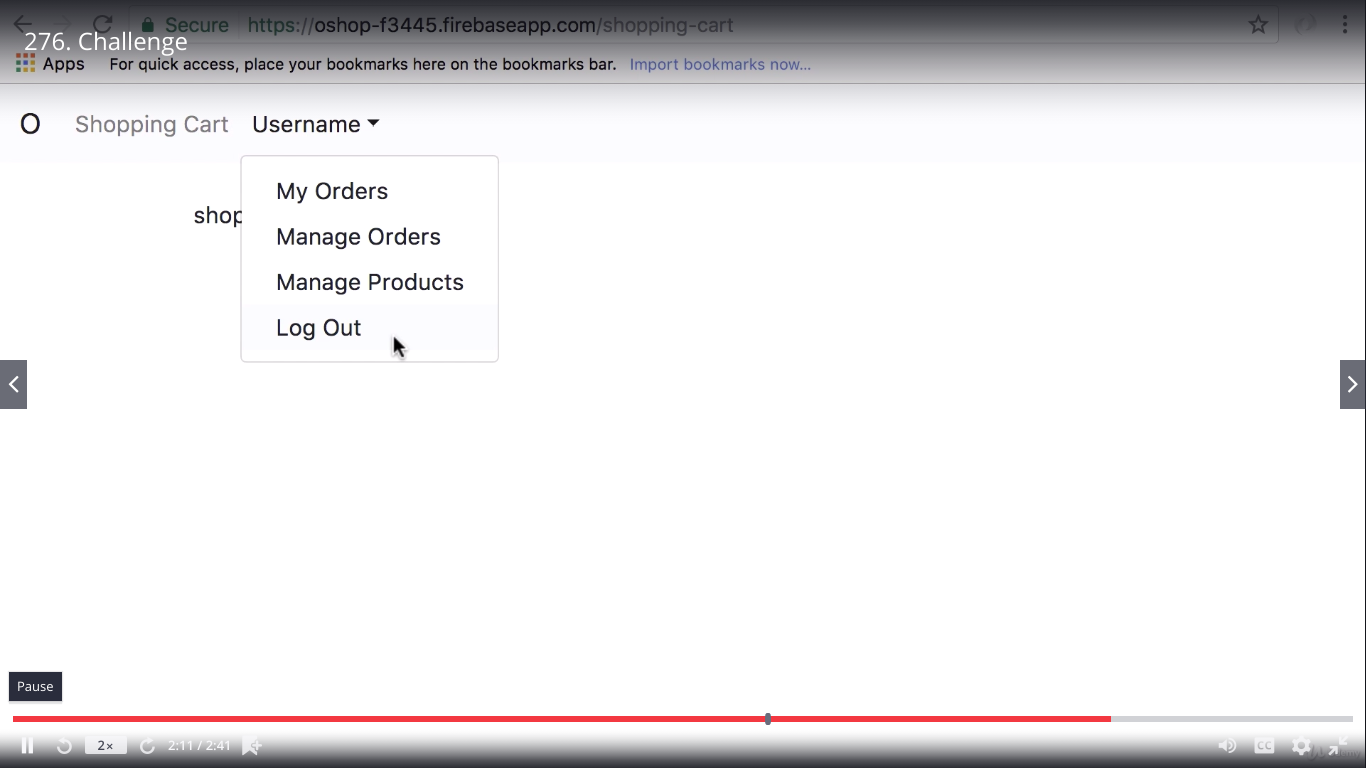 Secure https://oshop-f3445.firebaseapp.com/shopping-cart
276. Challenge
Apps For quick access, place your bookmarks here on the bookmarks bar. Import bookmarks now...
O Shopping Cart Username
My Orders
shop
Manage Orders
Manage Products
Log Out
Pause
2x 2:11 / 2:41 CC